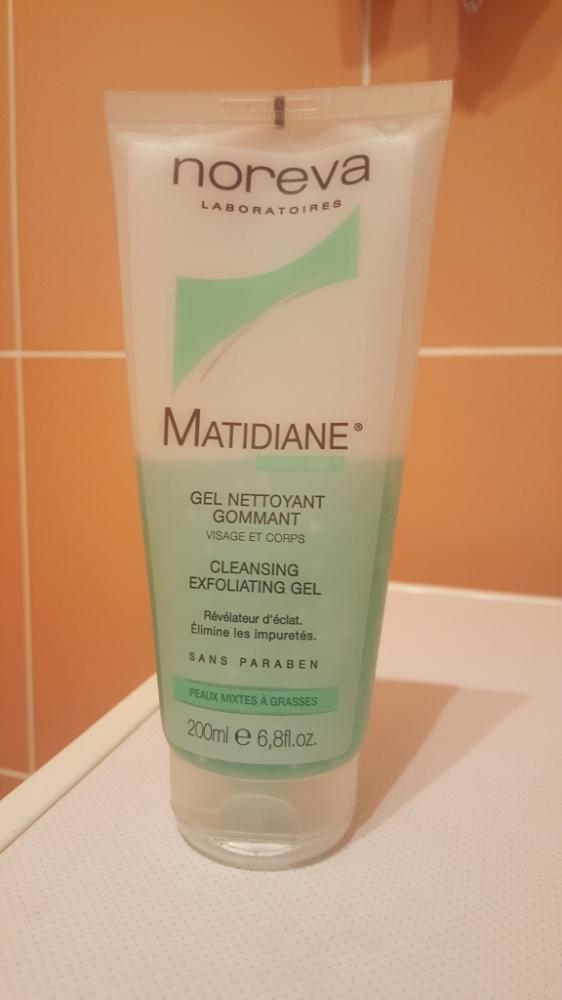 noreva
LABORATOIRES
MATIDIANE®
GEL NETTOYANT
GOMMANT
VISAGE ET CORPS
CLEANSING
EXFOLIATING GEL
Révélateur d'éclat.
Élimine les impuretés.
SANS PARABEN
PEAUX MIXTES À GRASSES
200ml e 6,8fl.oz.